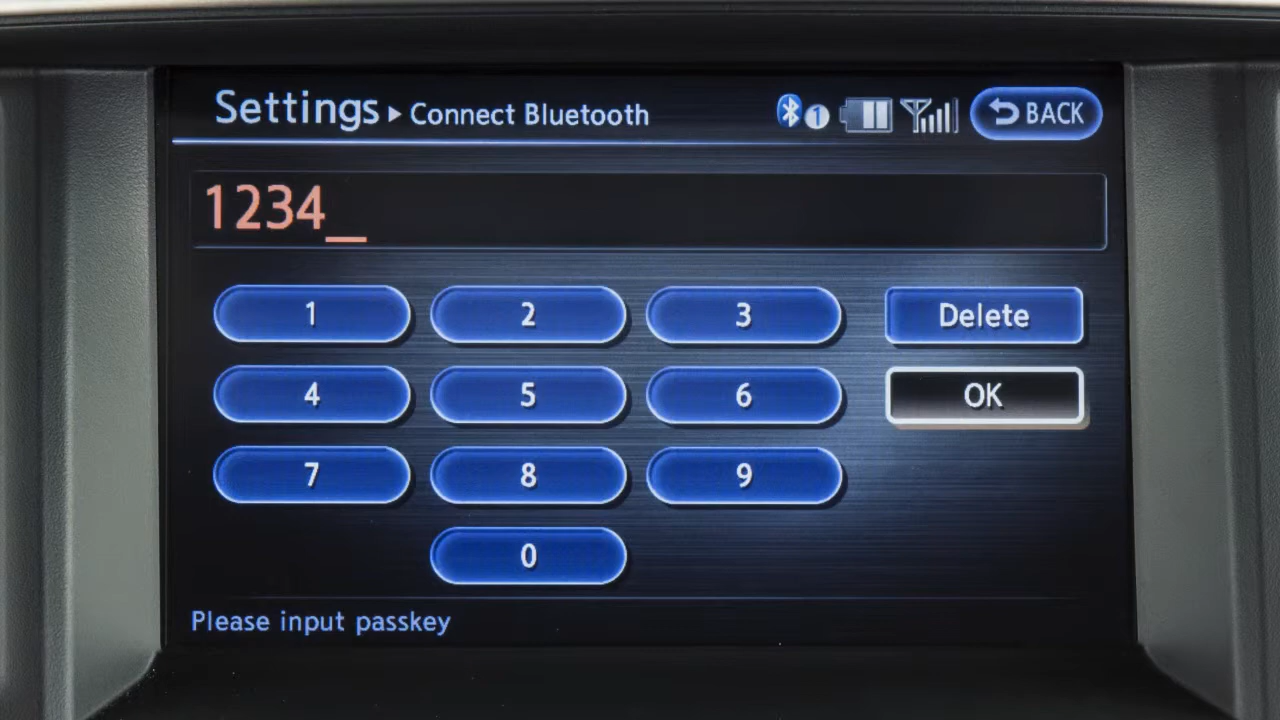 Settings ▸ Connect Bluetooth 1 BACK
1234_
1 2 3 Delete
4 5 6 OK
7 8 9
0
Please input passkey